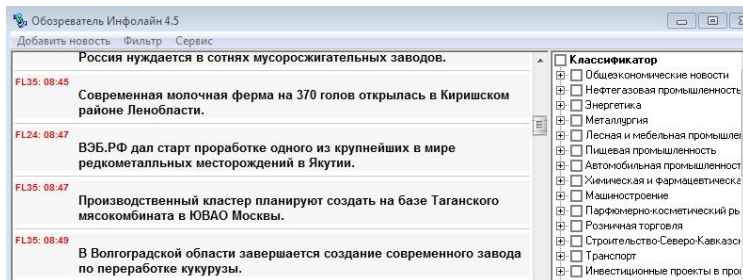 Обозреватель Инфолайн 4.5
Добавить новость Фильтр Сервис
Россия нуждается в сотнях мусоросжигательных заводов.
FL35: 08:45
Современная молочная ферма на 370 голов открылась в Киришском
районе Ленобласти.
FL24: 08:47
ВЭБ.РФ дал старт проработке одного из крупнейших в мире
редкометалльных месторождений в Якутии.
FL35: 08:47
Производственный кластер планируют создать на базе Таганского
мясокомбината в ЮВАО Москвы.
FL35: 08:49
В Волгоградской области завершается создание современного завода
по переработке кукурузы.
Классификатор
Общеэкономические новости
Нефтегазовая промышленность
Энергетика
Металлургия
Лесная и мебельная промышлен
Пищевая промышленность
Автомобильная промышленност
Химическая и фармацевтическа
Машиностроение
Парфюмерно-косметический ры
Розничная торговля
Строительство-Северо-Кавказск
Транспорт
Инвестиционные проекты в про